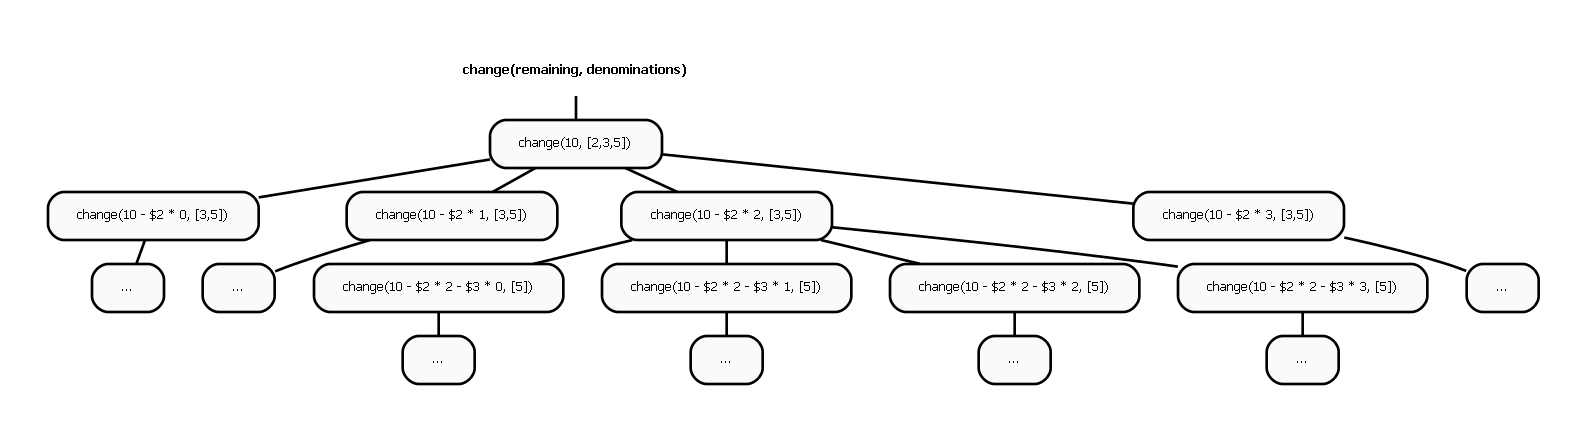 change(remaining, denominations)
change(10, [2,3,5])
change(10 - $2 * 0, [3,5])
change(10 - $2 * 1, [3,5])
change(10 - $2 * 2, [3,5])
change(10 - $2 * 3, [3,5])
...
...
change(10 - $2 * 2 - $3 * 0, [5])
change(10 - $2 * 2 - $3 * 1, [5])
change(10 - $2 * 2 - $3 * 2, [5])
change(10 - $2 * 2 - $3 * 3, [5])
...
...
...
...
...